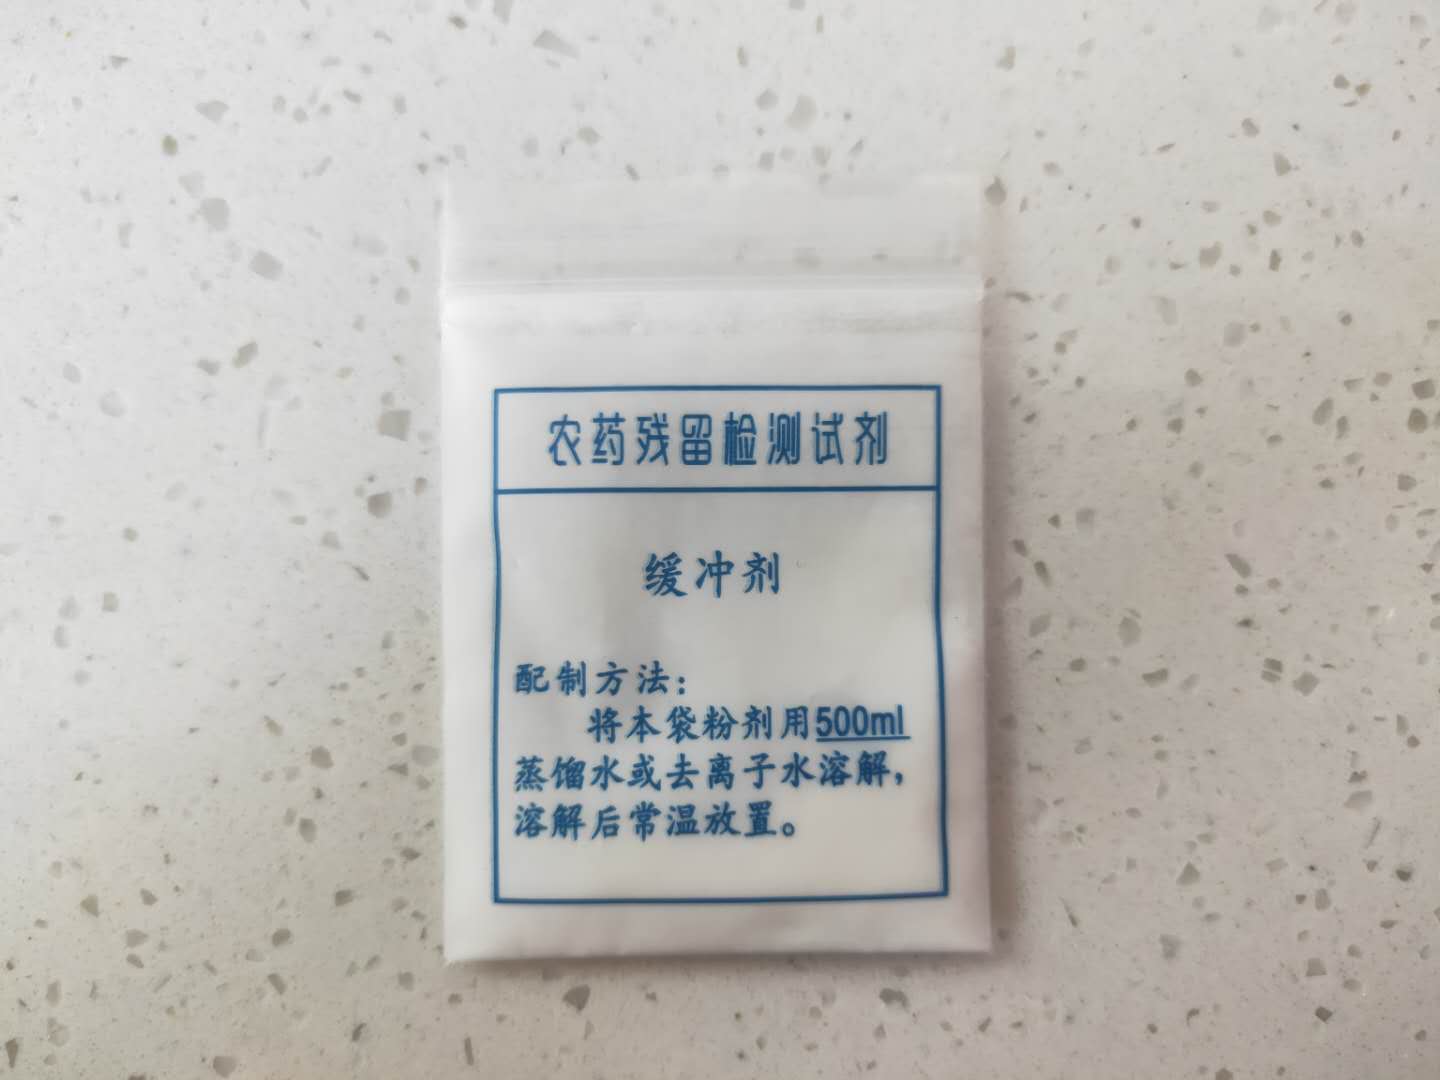 农药残留检测试剂
缓冲剂
配制方法：
将本袋粉剂用500ml
蒸馏水或去离子水溶解，
溶解后常温放置。